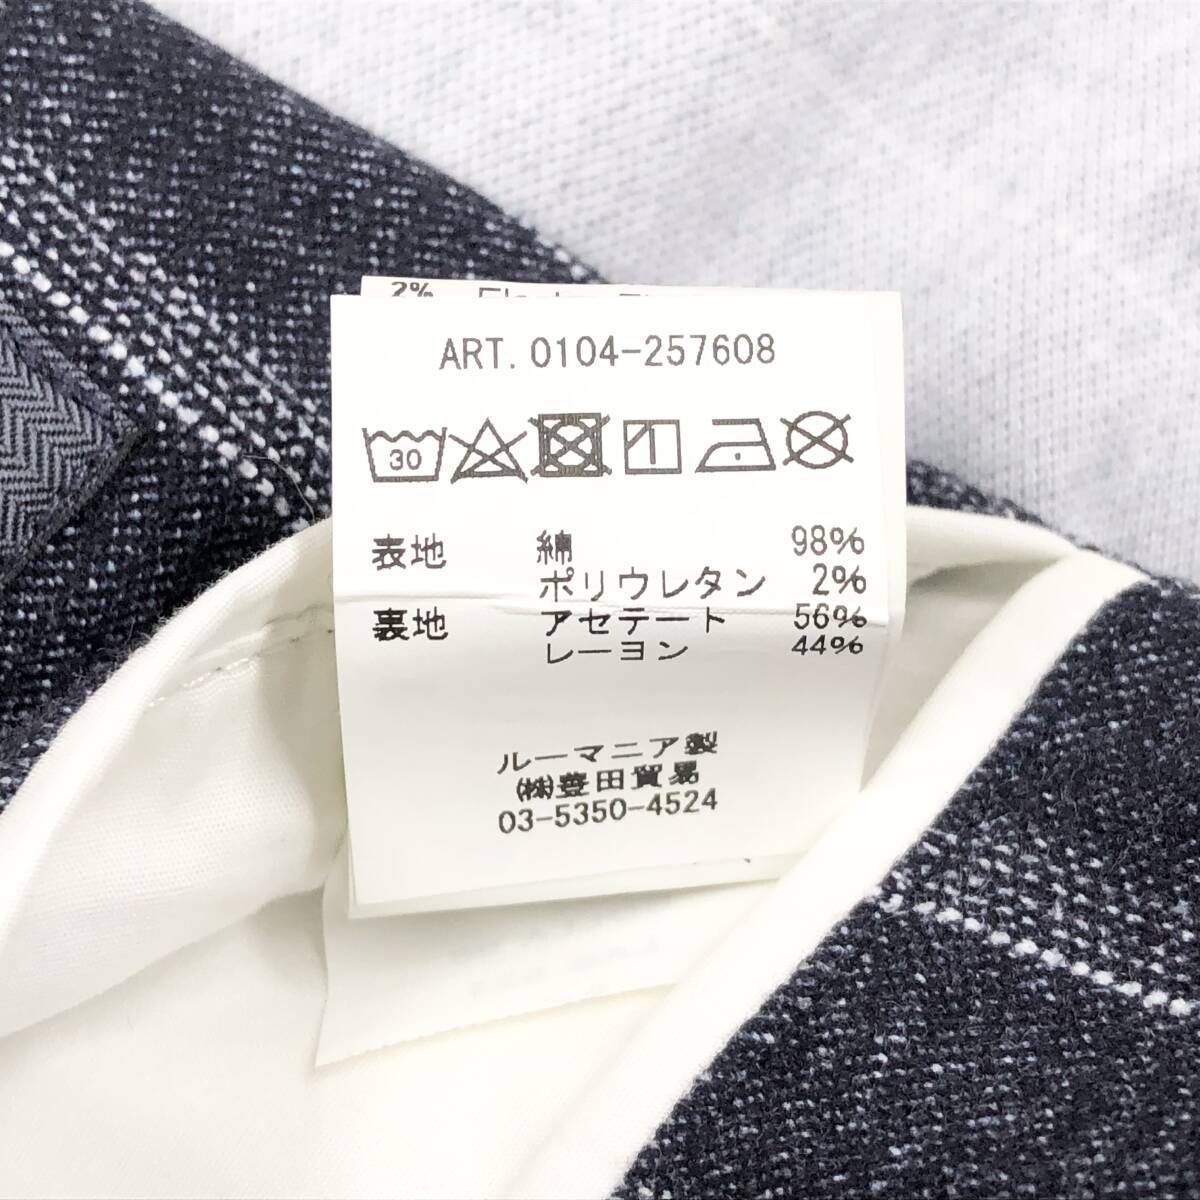 2%
ART. 0104-257608
30
表地 綿 98%
ポリウレタン 2%
裏地 アセテート 56%
レーヨン 44%
ルーマニア製
㈱豊田貿易
03-5350-4524